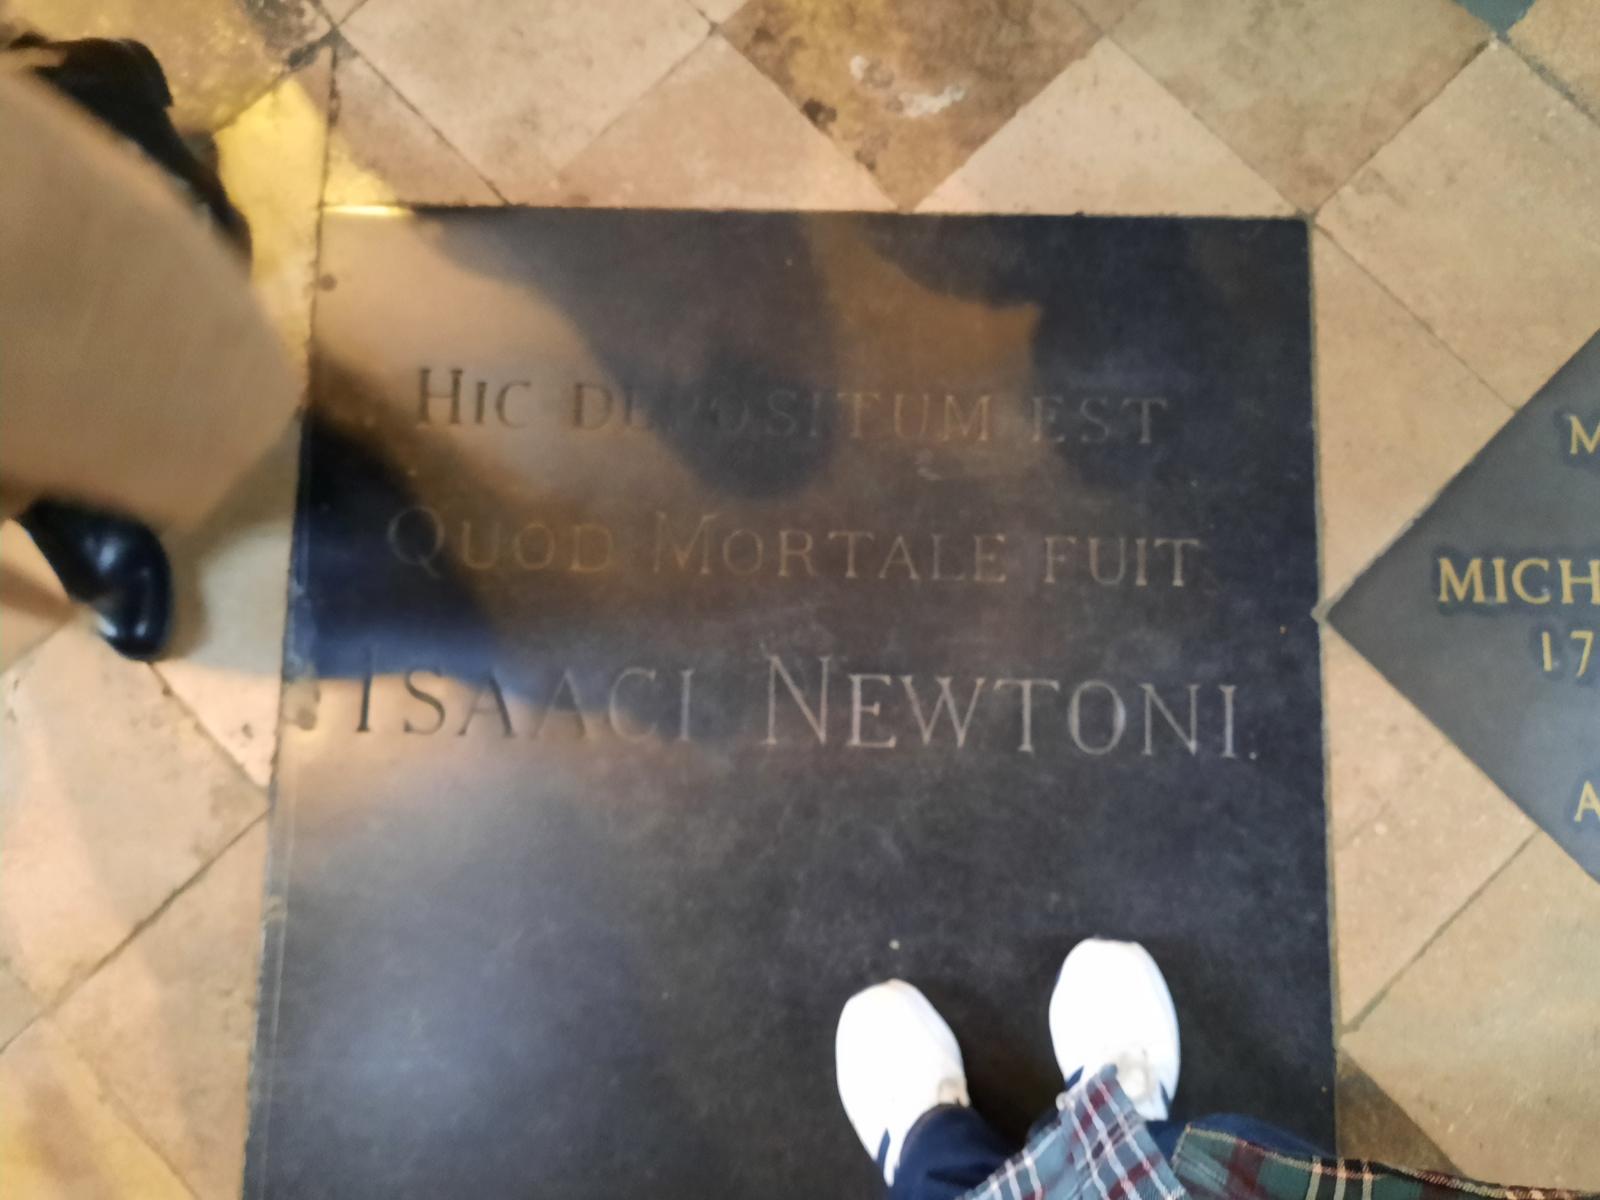 HIC DEPOSITUM EST
QUOD MORTALE FUIT
ISAACI NEWTONI.
M
MICH
17
A